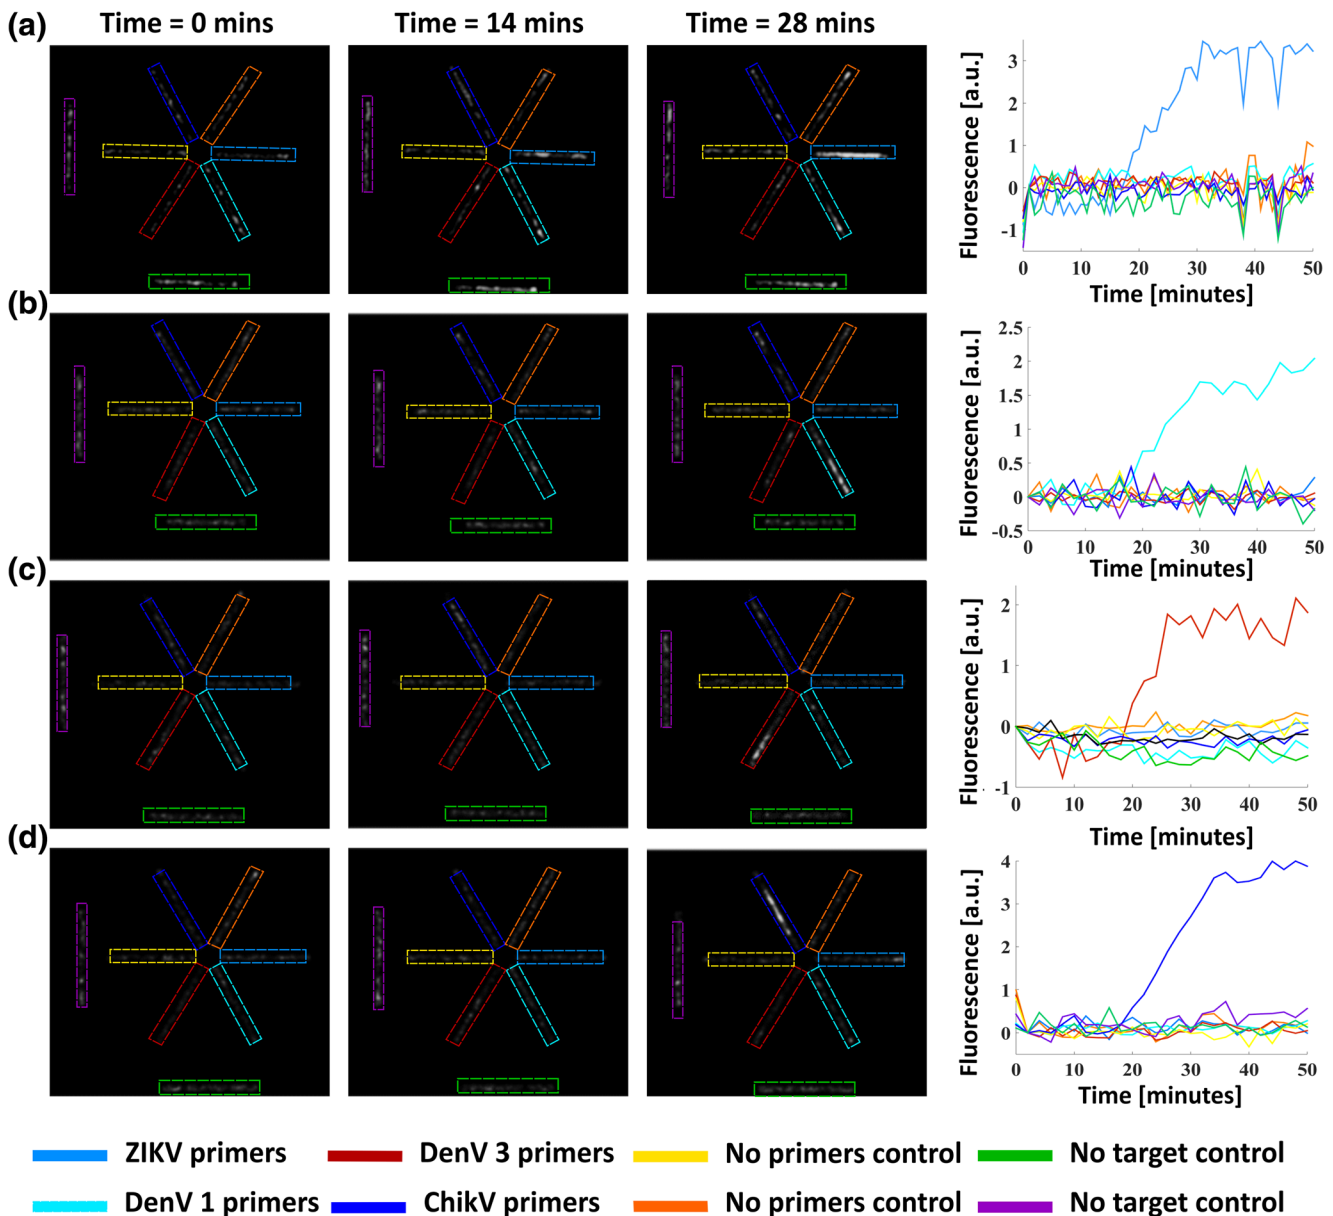 (a) Time = 0 mins Time = 14 mins Time = 28 mins
Fluorescence [a.u.]
3
2
1
0
-1
0 10 20 30 40 50
Time [minutes]
(b)
Fluorescence [a.u.]
2.5
2
1.5
1
0.5
0
-0.5
0 10 20 30 40 50
Time [minutes]
(c)
Fluorescence [a.u.]
2
1
0
-1
0 10 20 30 40 50
Time [minutes]
(d)
Fluorescence [a.u.]
4
3
2
1
0
0 10 20 30 40 50
Time [minutes]
ZIKV primers DenV 3 primers No primers control No target control
DenV 1 primers ChikV primers No primers control No target control